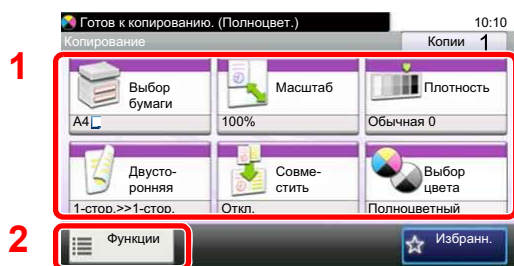 Готов к копированию. (Полноцвет.) 10:10
Копирование Копии 1
1
Выбор бумаги Масштаб Плотность
A4 100% Обычная 0
Двусто-
ронняя
Совме-
стить
Выбор
цвета
1-стор.>>1-стор. Откл. Полноцветный
2
Функции Избранн.